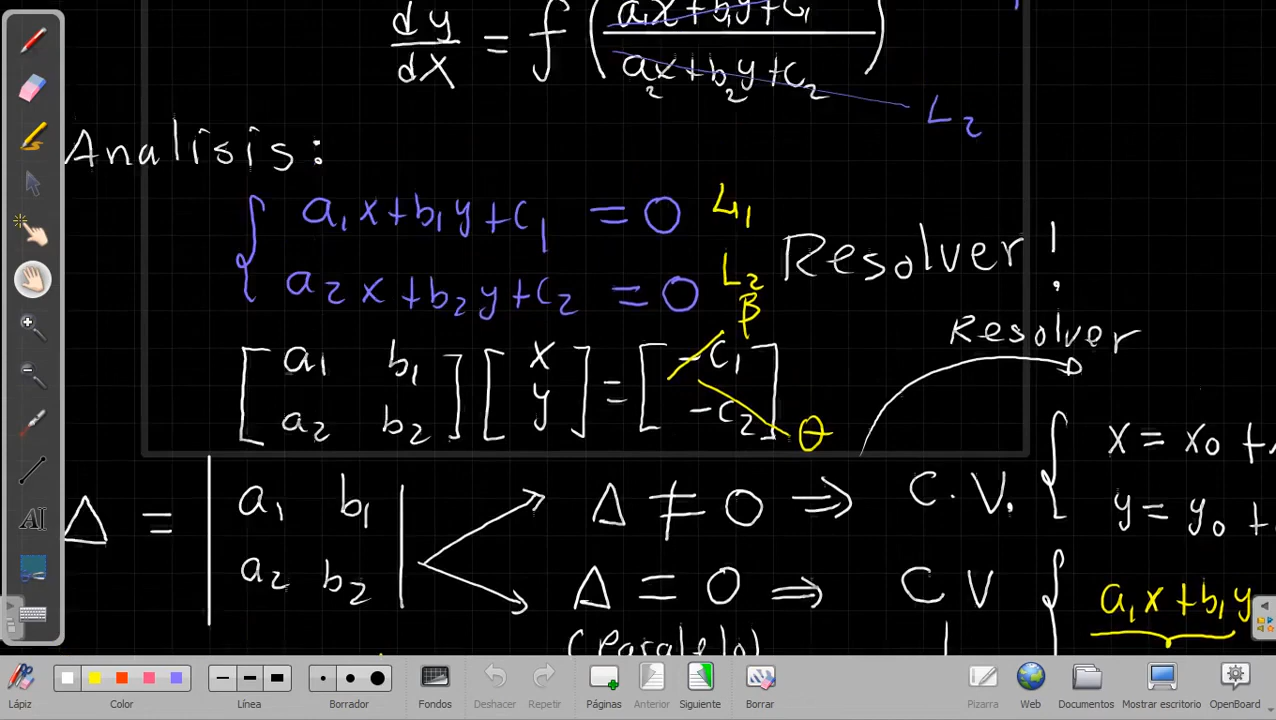 dy/dx = f ( a₁x+b₁y+c₁ / a₂x+b₂y+c₂ )
L₂
Analisis:
{ a₁x+b₁y+c₁ = 0 L₁
a₂x+b₂y+c₂ = 0 L₂
Resolver!
β
Resolver
[ a₁ b₁ ] [ x ] = [ -c₁ ]
[ a₂ b₂ ] [ y ] [ -c₂ ]
θ
x = x₀ +
y = y₀ +
Δ = | a₁ b₁ |
| a₂ b₂ |
Δ ≠ 0 ⇒ C.V. {
Δ = 0 ⇒ C V {
a₁x+b₁y
(Paralelo)
Lápiz Color Línea Borrador Fondos Deshacer Repetir Páginas Anterior Siguiente Borrar Pizarra Web Documentos Mostrar escritorio OpenBoard